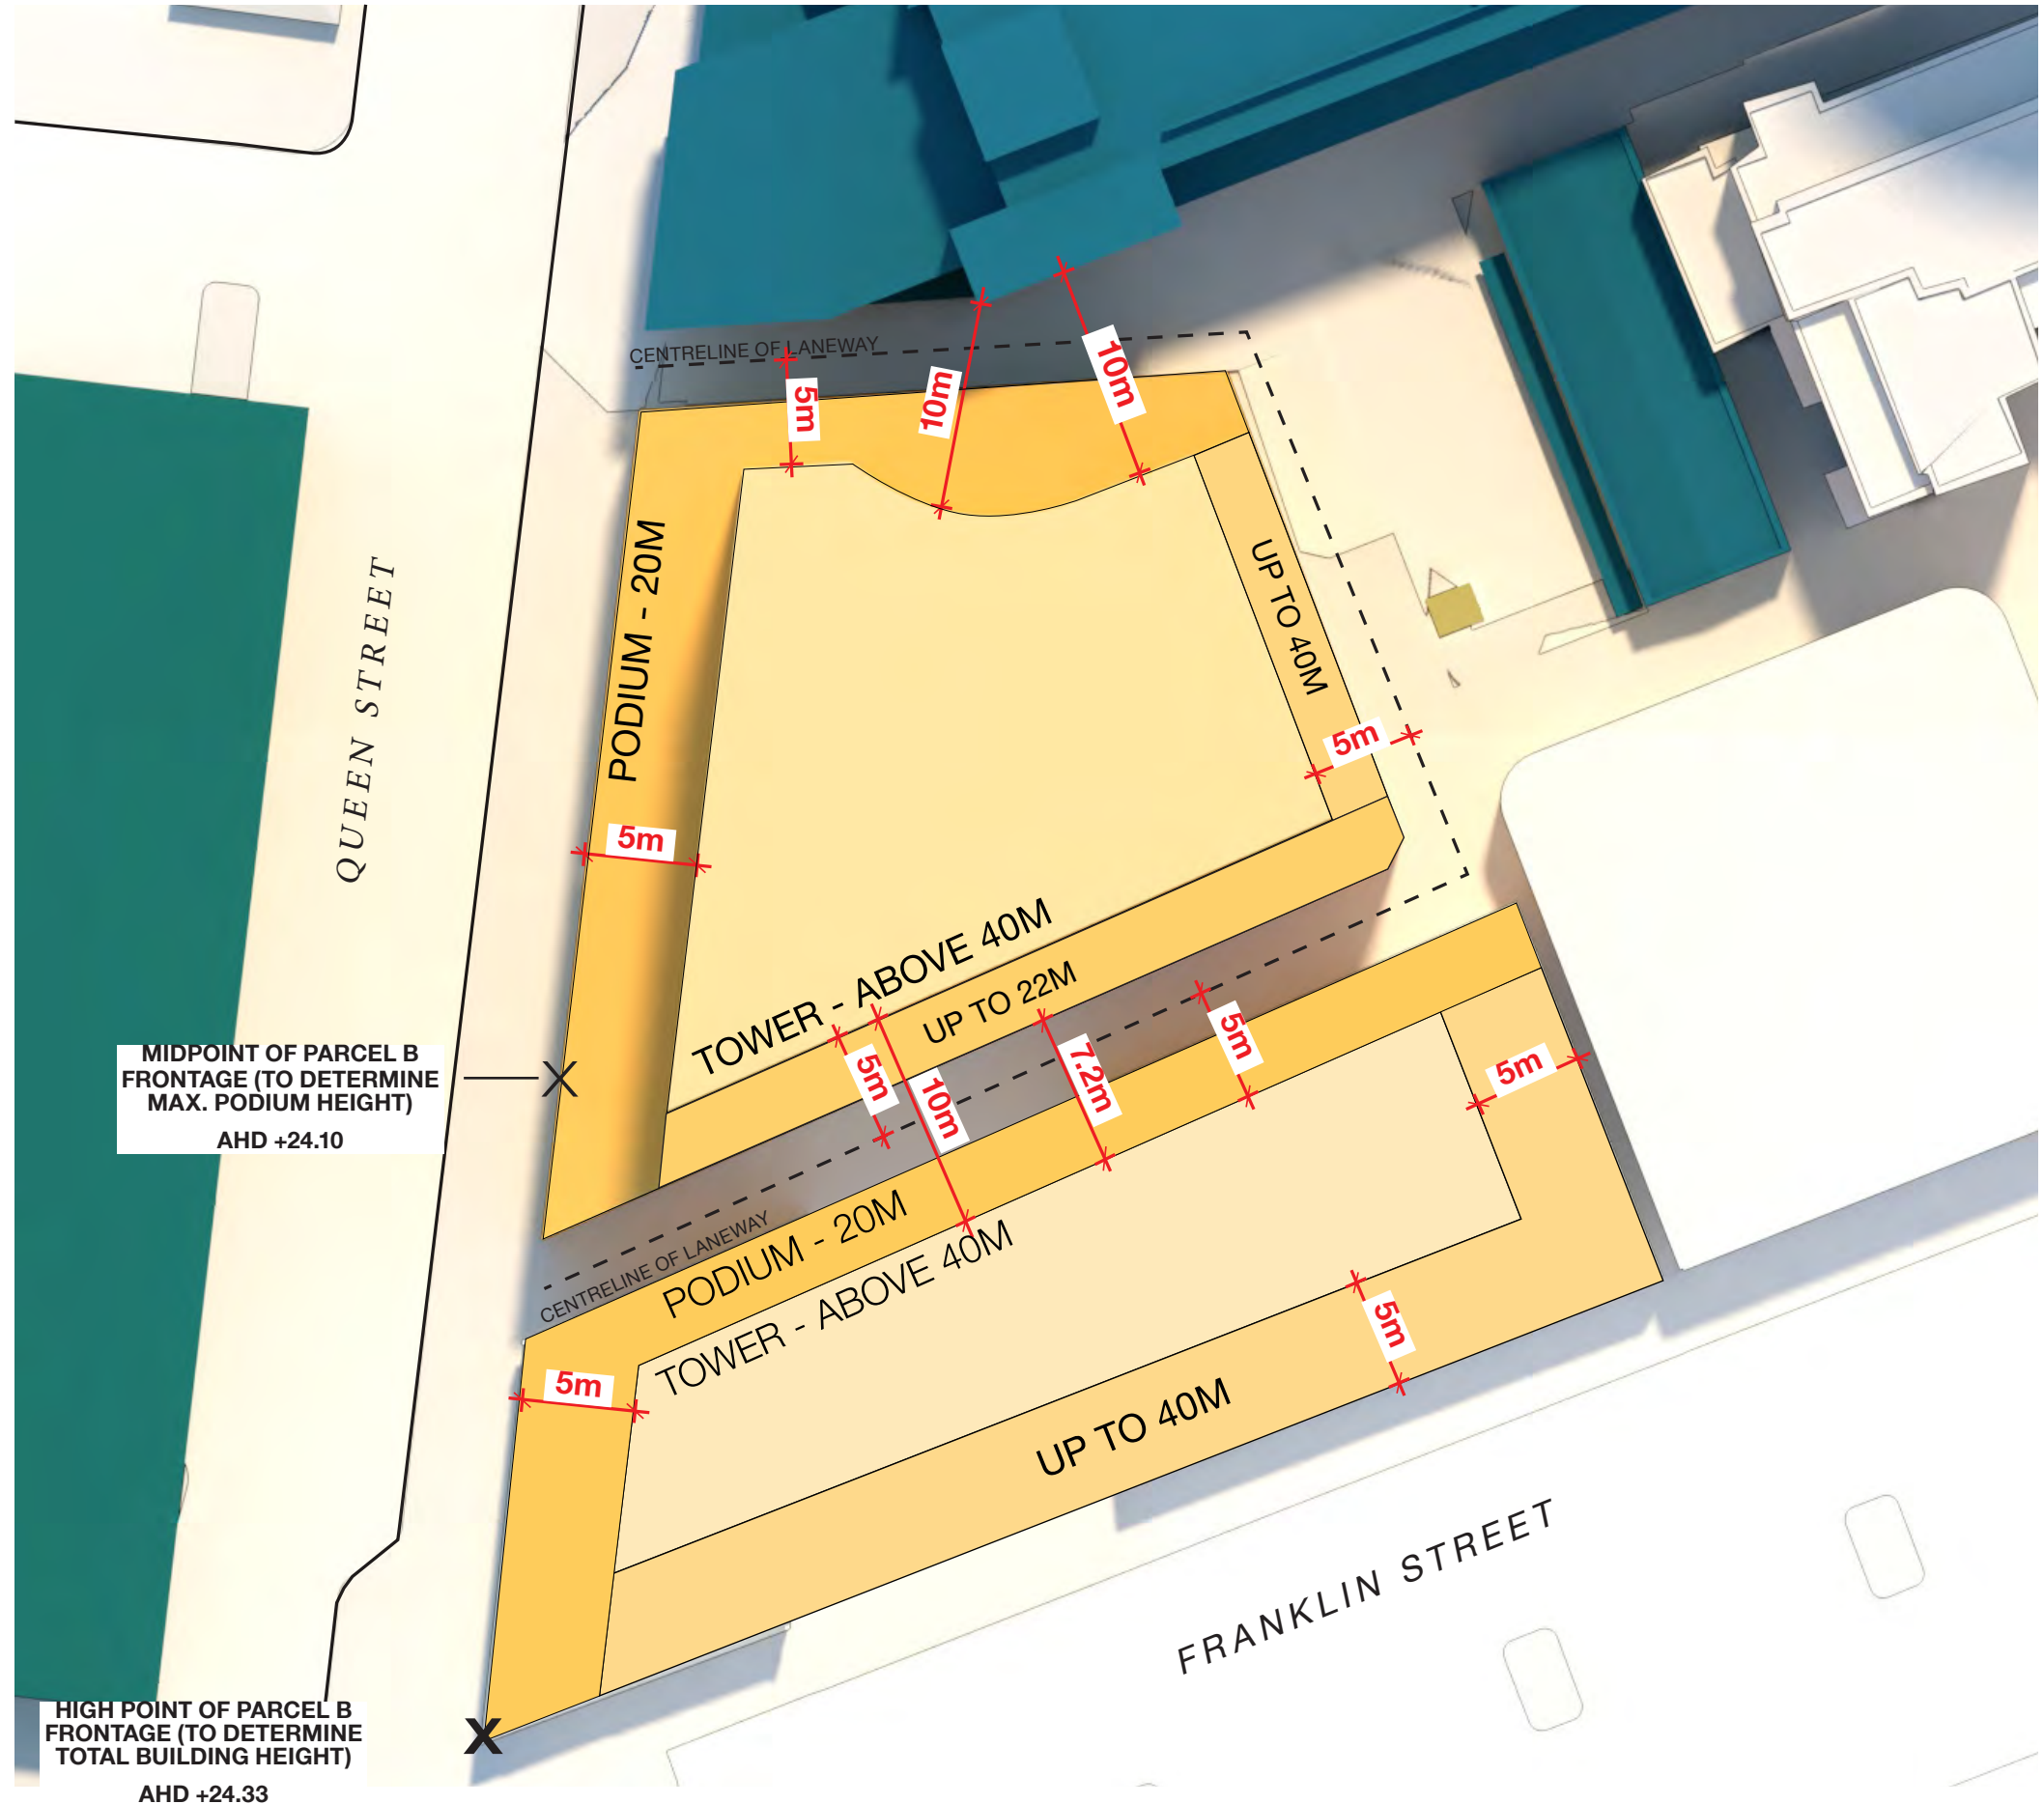 CENTRELINE OF LANEWAY
5m
10m
10m
PODIUM - 20M
UP TO 40M
QUEEN STREET
5m
5m
TOWER - ABOVE 40M
UP TO 22M
5m
10m
7.2m
5m
5m
MIDPOINT OF PARCEL B
FRONTAGE (TO DETERMINE
MAX. PODIUM HEIGHT)
AHD +24.10
X
CENTRELINE OF LANEWAY
PODIUM - 20M
TOWER - ABOVE 40M
5m
5m
UP TO 40M
FRANKLIN STREET
HIGH POINT OF PARCEL B
FRONTAGE (TO DETERMINE
TOTAL BUILDING HEIGHT)
AHD +24.33
X